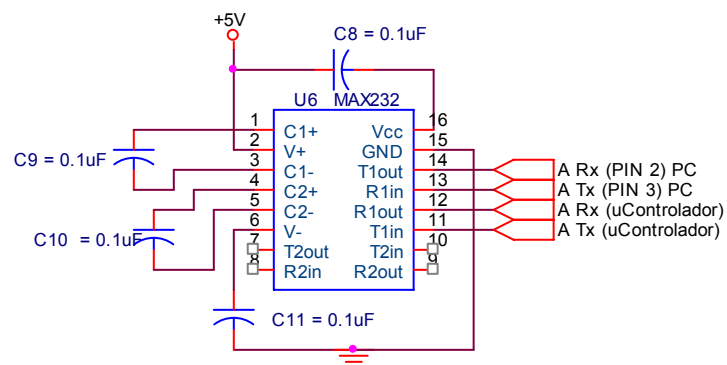 +5V
C8 = 0.1uF
U6 MAX232
1 C1+ Vcc 16
2 V+ GND 15
3 C1- T1out 14 A Rx (PIN 2) PC
4 C2+ R1in 13 A Tx (PIN 3) PC
5 C2- R1out 12 A Rx (uControlador)
6 V- T1in 11 A Tx (uControlador)
7 T2out T2in 10
8 R2in R2out 9
C9 = 0.1uF
C10 = 0.1uF
C11 = 0.1uF